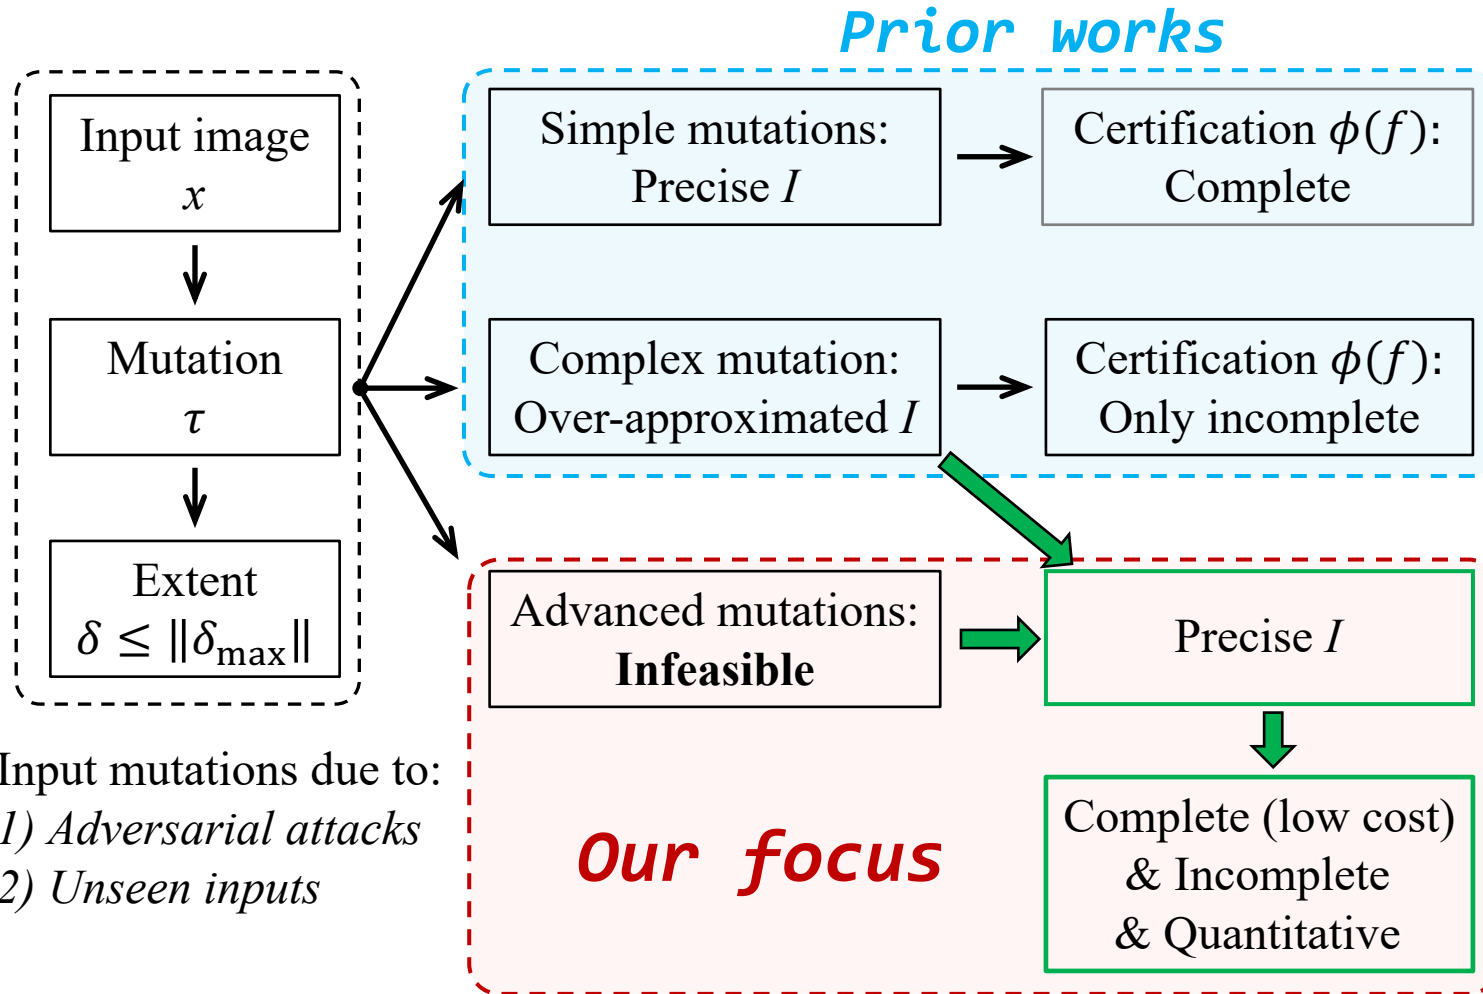 Prior works
Input image
x
Mutation
τ
Extent
δ ≤ ‖δmax‖
Input mutations due to:
1) Adversarial attacks
2) Unseen inputs
Simple mutations:
Precise I
Certification ϕ(f):
Complete
Complex mutation:
Over-approximated I
Certification ϕ(f):
Only incomplete
Advanced mutations:
Infeasible
Precise I
Complete (low cost)
& Incomplete
& Quantitative
Our focus